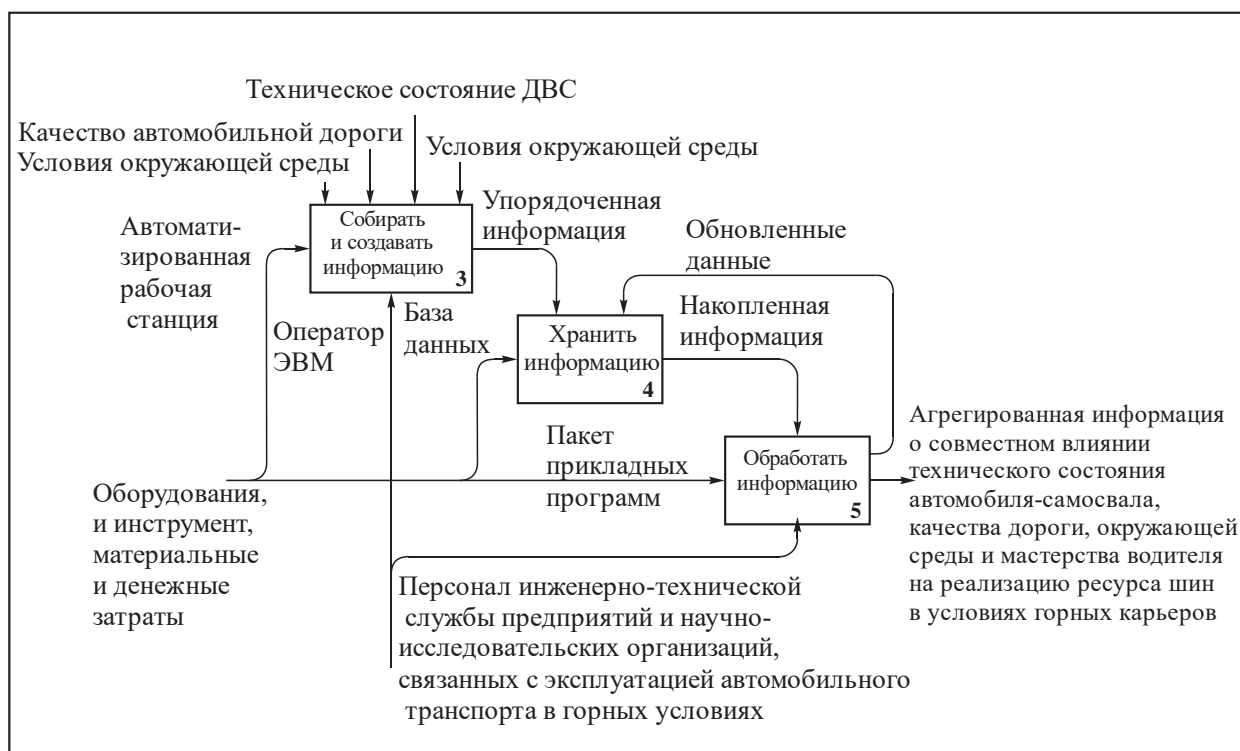 Техническое состояние ДВС
Качество автомобильной дороги
Условия окружающей среды
Условия окружающей среды
Автомати-
зированная
рабочая
станция
Собирать
и создавать
информацию
3
Упорядоченная
информация
Обновленные
данные
Оператор
ЭВМ
База
данных
Хранить
информацию
4
Накопленная
информация
Оборудования,
и инструмент,
материальные
и денежные
затраты
Пакет
прикладных
программ
Обработать
информацию
5
Агрегированная информация
о совместном влиянии
технического состояния
автомобиля-самосвала,
качества дороги, окружающей
среды и мастерства водителя
на реализацию ресурса шин
в условиях горных карьеров
Персонал инженерно-технической
службы предприятий и научно-
исследовательских организаций,
связанных с эксплуатацией автомобильного
транспорта в горных условиях